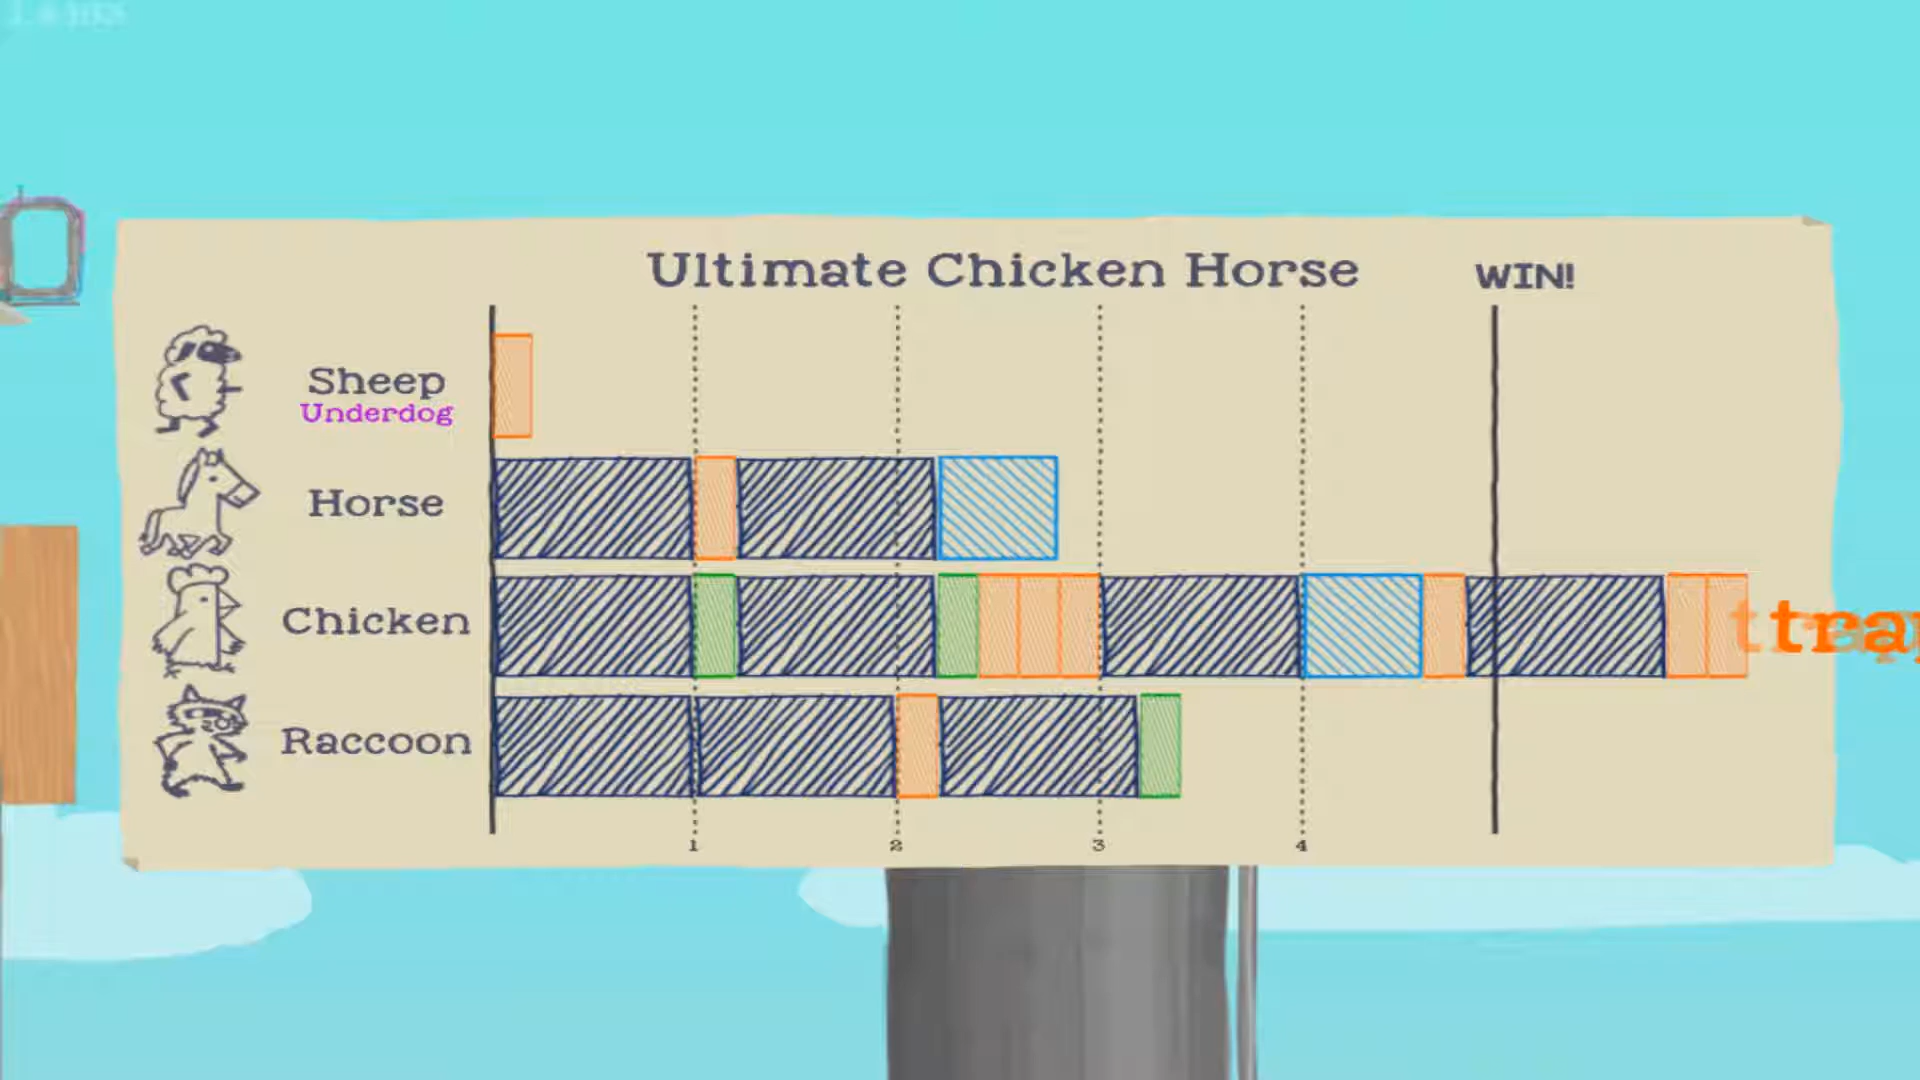 Ultimate Chicken Horse
WIN!
Sheep
Underdog
Horse
Chicken
Raccoon
1
2
3
4